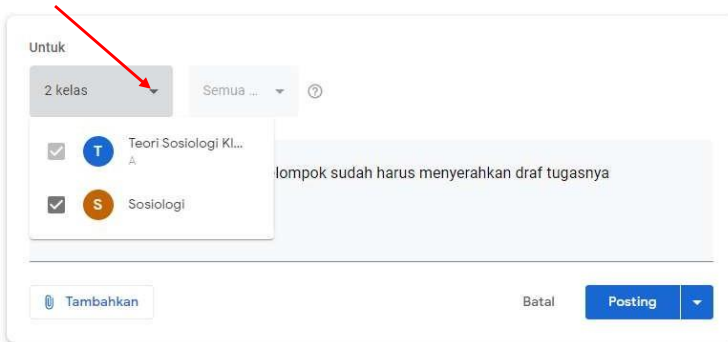 Untuk
2 kelas
Semua ...
T
Teori Sosiologi Kl...
A
lompok sudah harus menyerahkan draf tugasnya
S
Sosiologi
Tambahkan
Batal
Posting